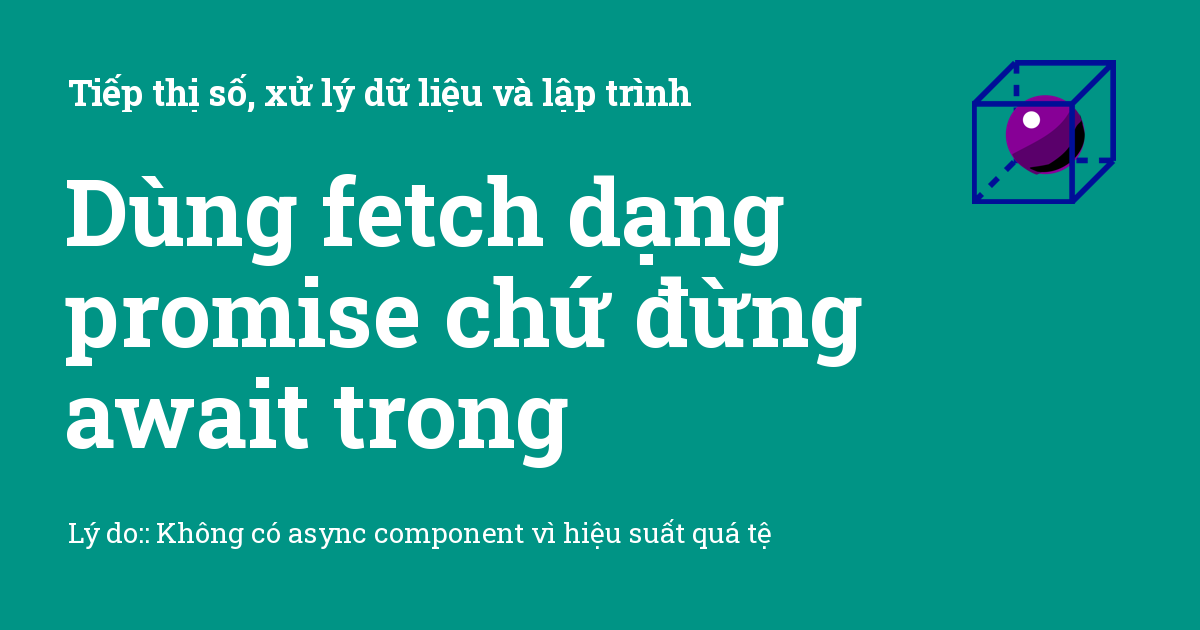 Tiếp thị số, xử lý dữ liệu và lập trình
Dùng fetch dạng
promise chứ đừng
await trong
Lý do:: Không có async component vì hiệu suất quá tệ